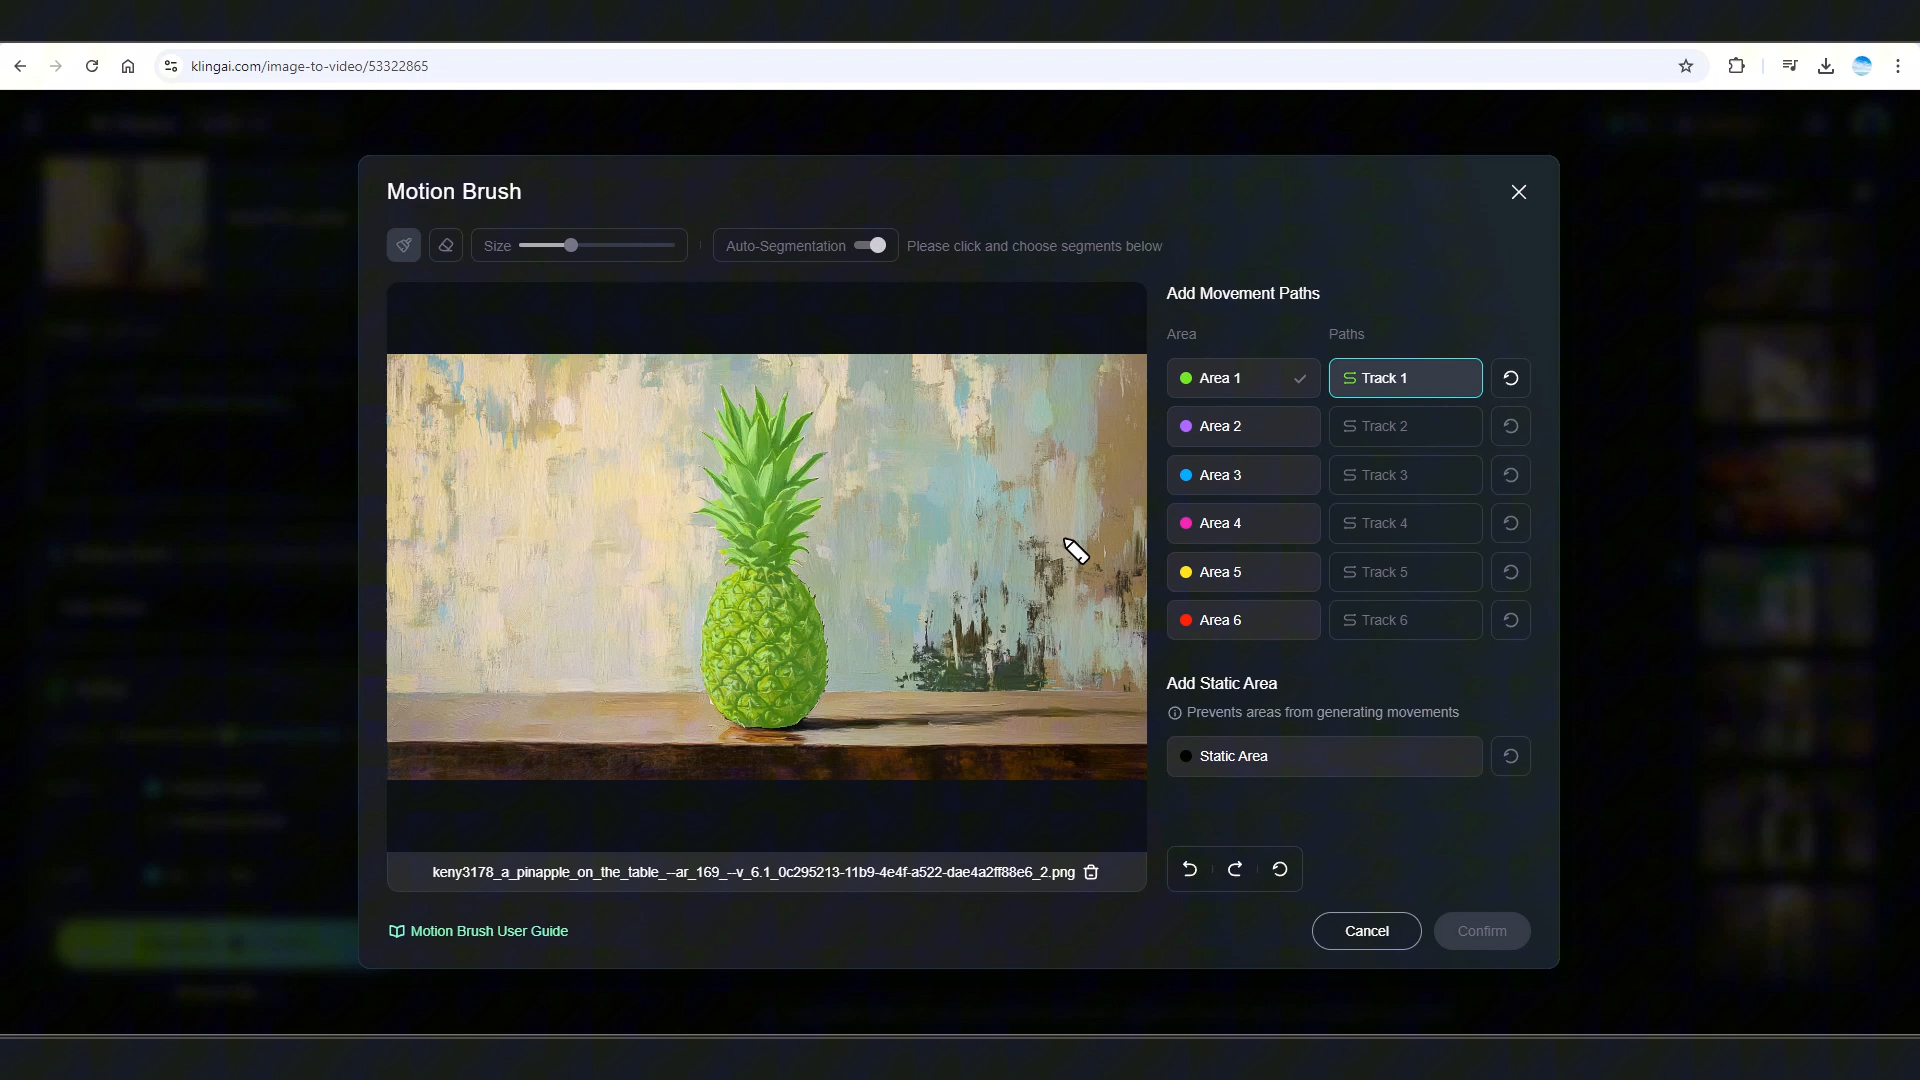 klingai.com/image-to-video/53322865
Motion Brush
Size
Auto-Segmentation
Please click and choose segments below
Add Movement Paths
Area Paths
Area 1 Track 1
Area 2 Track 2
Area 3 Track 3
Area 4 Track 4
Area 5 Track 5
Area 6 Track 6
Add Static Area
Prevents areas from generating movements
Static Area
keny3178_a_pinapple_on_the_table_--ar_169_--v_6.1_0c295213-11b9-4e4f-a522-dae4a2ff88e6_2.png
Motion Brush User Guide
Cancel Confirm